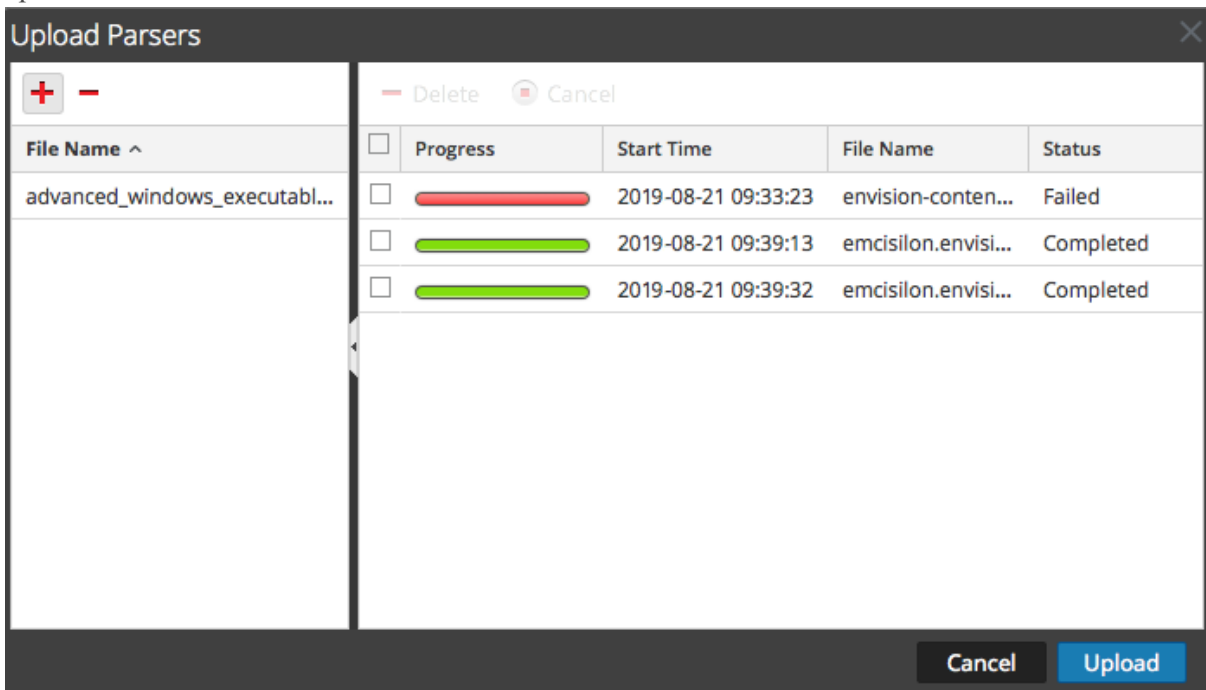 Upload Parsers
Delete Cancel
File Name Progress Start Time File Name Status
advanced_windows_executabl... 2019-08-21 09:33:23 envision-conten... Failed
2019-08-21 09:39:13 emcisilon.envisi... Completed
2019-08-21 09:39:32 emcisilon.envisi... Completed
Cancel Upload